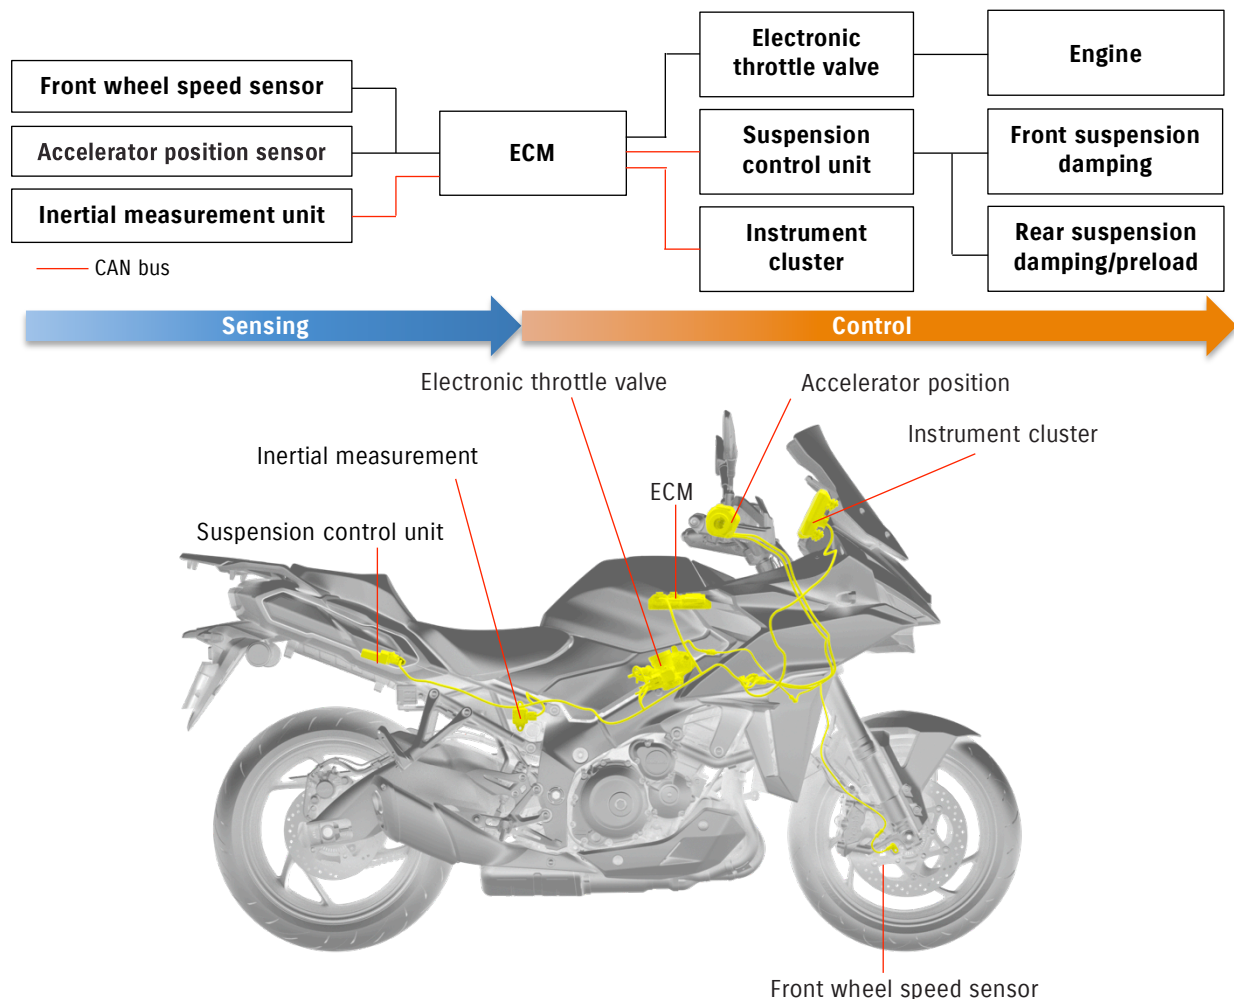 Front wheel speed sensor
Accelerator position sensor
Inertial measurement unit
CAN bus
ECM
Electronic
throttle valve
Suspension
control unit
Instrument
cluster
Engine
Front suspension
damping
Rear suspension
damping/preload
Sensing
Control
Electronic throttle valve
Accelerator position
Instrument cluster
Inertial measurement
ECM
Suspension control unit
Front wheel speed sensor